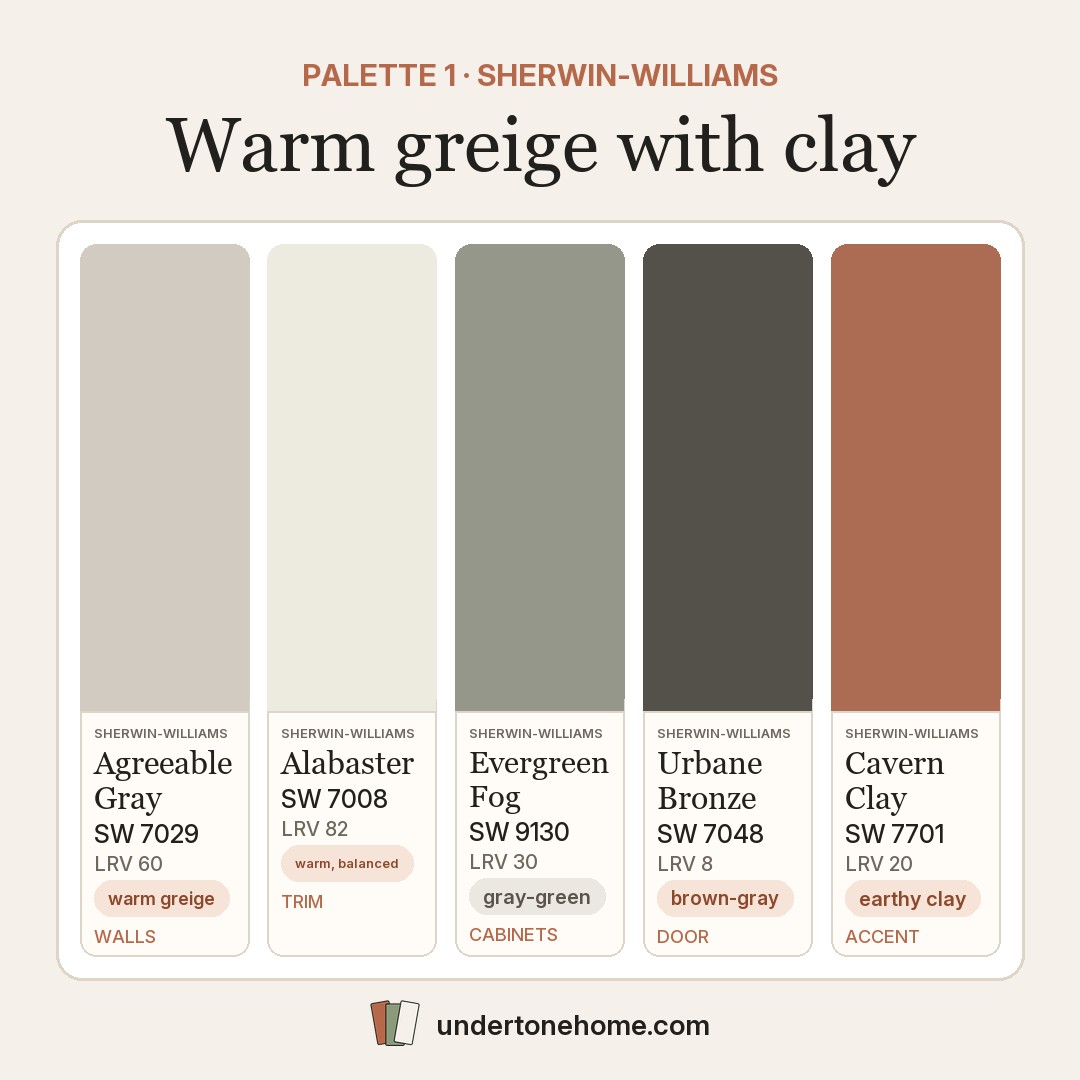 PALETTE 1 · SHERWIN-WILLIAMS
Warm greige with clay
SHERWIN-WILLIAMS
Agreeable
Gray
SW 7029
LRV 60
warm greige
WALLS
SHERWIN-WILLIAMS
Alabaster
SW 7008
LRV 82
warm, balanced
TRIM
SHERWIN-WILLIAMS
Evergreen
Fog
SW 9130
LRV 30
gray-green
CABINETS
SHERWIN-WILLIAMS
Urbane
Bronze
SW 7048
LRV 8
brown-gray
DOOR
SHERWIN-WILLIAMS
Cavern
Clay
SW 7701
LRV 20
earthy clay
ACCENT
undertonehome.com